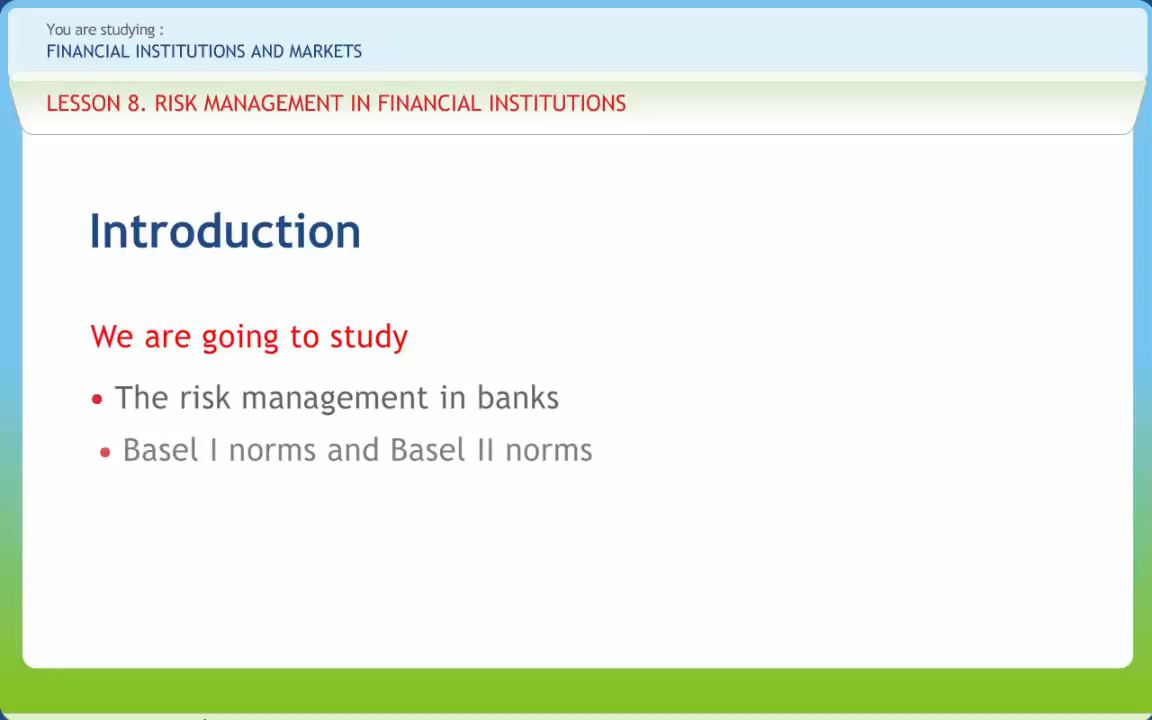 You are studying :
FINANCIAL INSTITUTIONS AND MARKETS
LESSON 8. RISK MANAGEMENT IN FINANCIAL INSTITUTIONS
Introduction
We are going to study
• The risk management in banks
• Basel I norms and Basel II norms